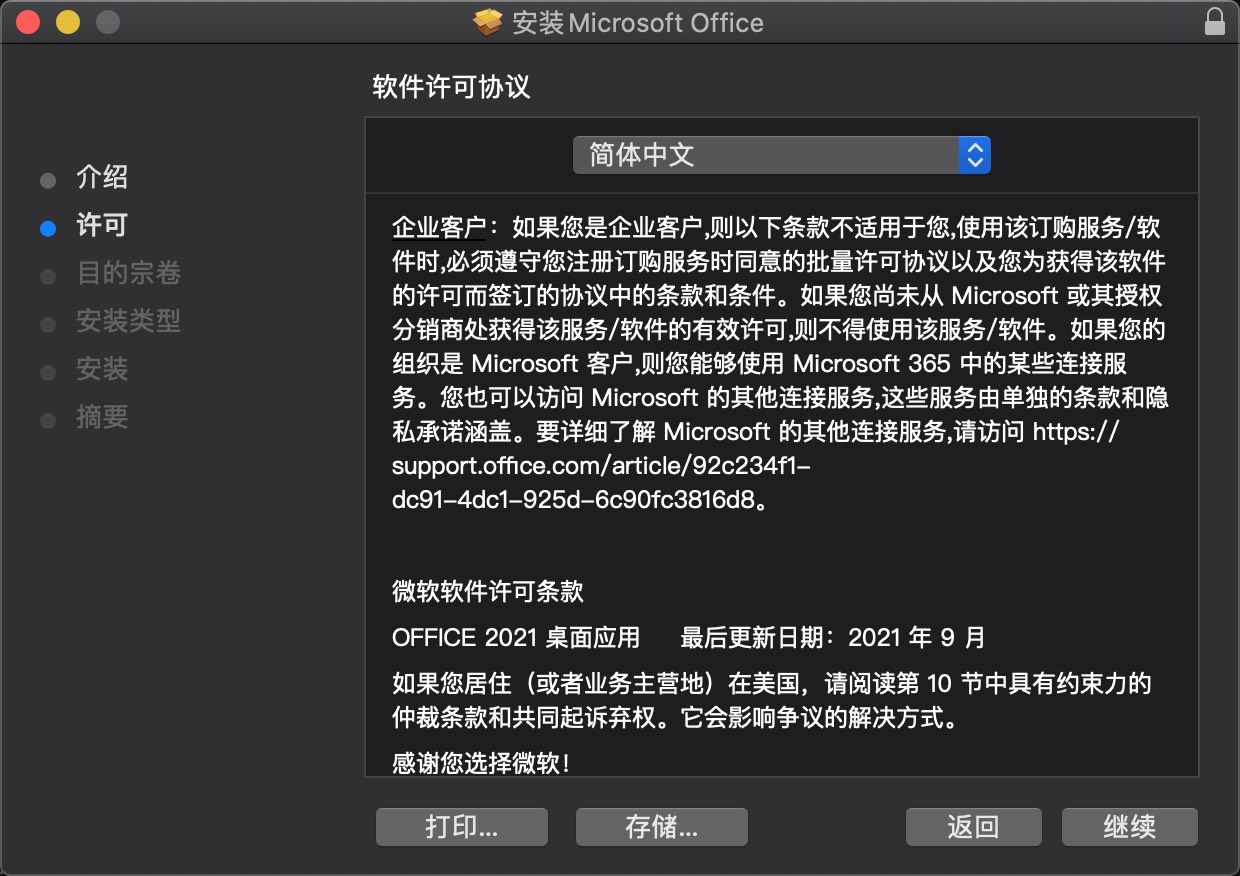 安装Microsoft Office
软件许可协议
介绍
许可
目的宗卷
安装类型
安装
摘要
简体中文
企业客户：如果您是企业客户,则以下条款不适用于您,使用该订购服务/软
件时,必须遵守您注册订购服务时同意的批量许可协议以及您为获得该软件
的许可而签订的协议中的条款和条件。如果您尚未从 Microsoft 或其授权
分销商处获得该服务/软件的有效许可,则不得使用该服务/软件。如果您的
组织是 Microsoft 客户,则您能够使用 Microsoft 365 中的某些连接服
务。您也可以访问 Microsoft 的其他连接服务,这些服务由单独的条款和隐
私承诺涵盖。要详细了解 Microsoft 的其他连接服务,请访问 https://
support.office.com/article/92c234f1-
dc91-4dc1-925d-6c90fc3816d8。
微软软件许可条款
OFFICE 2021 桌面应用 最后更新日期：2021 年 9 月
如果您居住（或者业务主营地）在美国，请阅读第 10 节中具有约束力的
仲裁条款和共同起诉弃权。它会影响争议的解决方式。
感谢您选择微软！
打印...
存储...
返回
继续